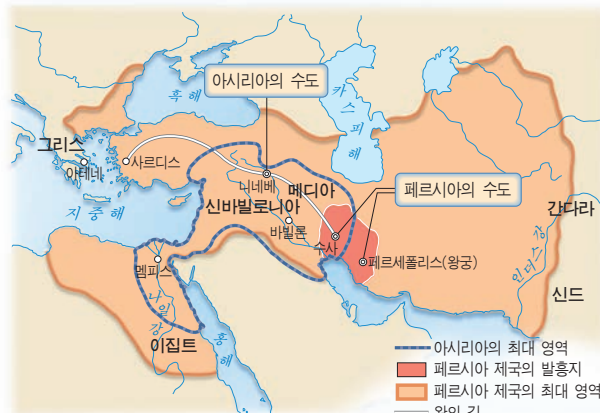 아시리아의 수도
흑해
카스피해
그리스
아테네
사르디스
니네베
메디아
페르시아의 수도
지중해
신바빌로니아
바빌론
수사
페르세폴리스(왕궁)
간다라
인더스강
신드
멤피스
나일강
이집트
홍해
아시리아의 최대 영역
페르시아 제국의 발흥지
페르시아 제국의 최대 영역
왕의 길